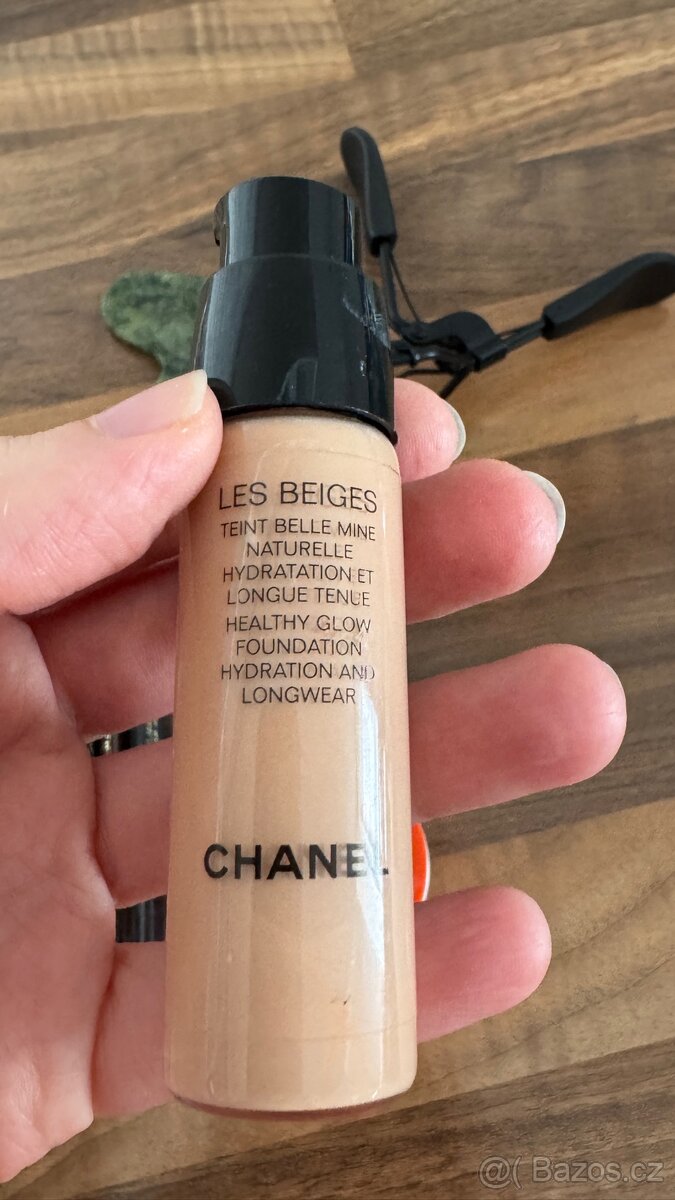 LES BEIGES
TEINT BELLE MINE
NATURELLE
HYDRATATION ET
LONGUE TENUE
HEALTHY GLOW
FOUNDATION
HYDRATION AND
LONGWEAR
CHANEL
@( Bazos.cz